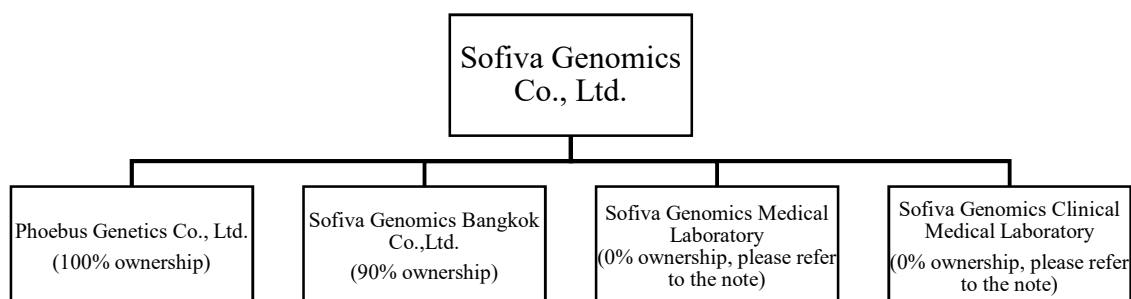 Sofiva Genomics
Co., Ltd.
Phoebus Genetics Co., Ltd.
(100% ownership)
Sofiva Genomics Bangkok
Co.,Ltd.
(90% ownership)
Sofiva Genomics Medical
Laboratory
(0% ownership, please refer
to the note)
Sofiva Genomics Clinical
Medical Laboratory
(0% ownership, please refer
to the note)